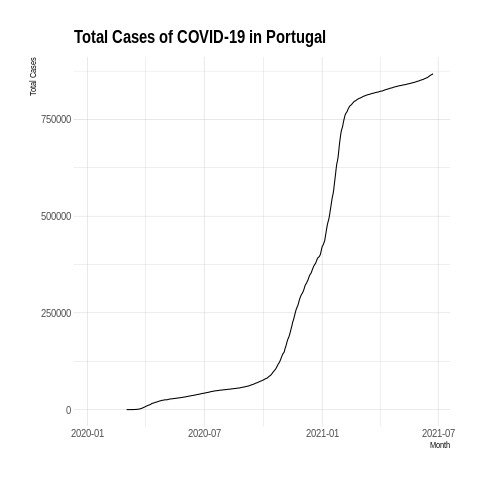 Total Cases of COVID-19 in Portugal
Total Cases
750000
500000
250000
0
2020-01 2020-07 2021-01 2021-07
Month